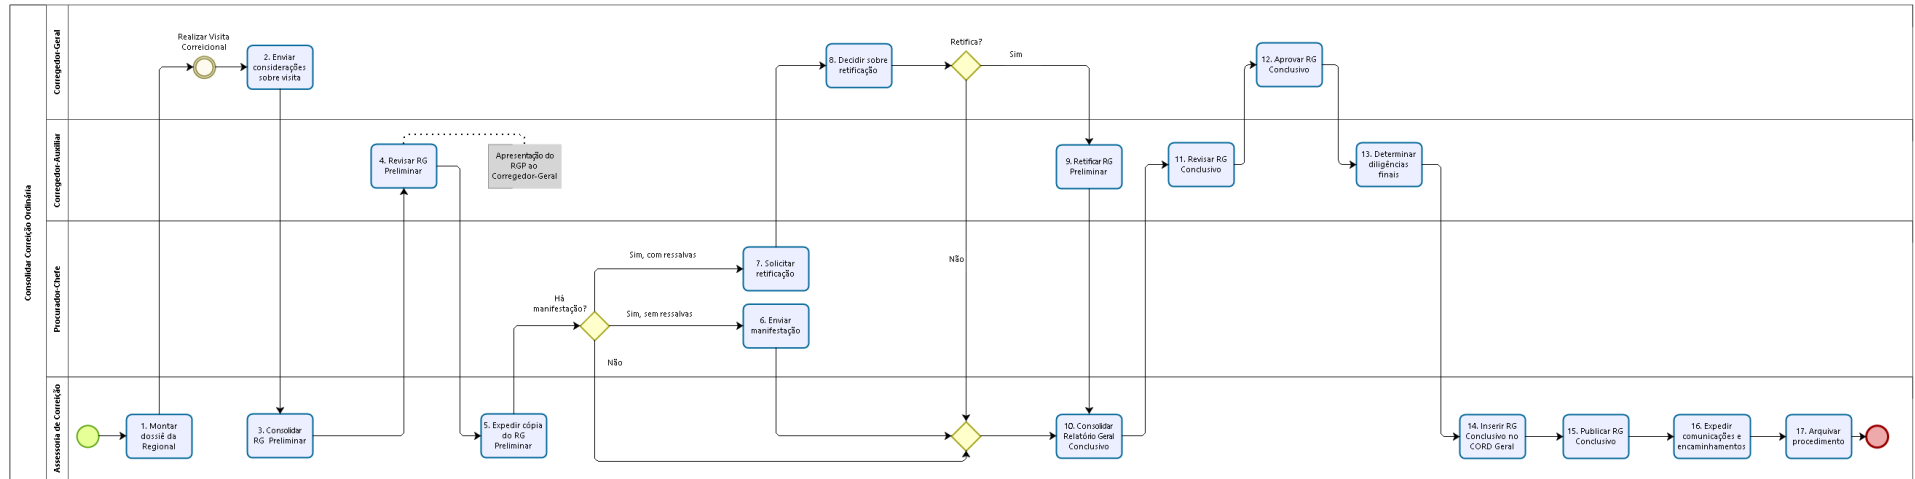 Consolidar Correição Ordinária
Corregedor-Geral
Realizar Visita
Correicional
2. Enviar
considerações
sobre visita
8. Decidir sobre
retificação
Retifica?
Sim
Não
12. Aprovar RG
Conclusivo
Corregedor-Auxiliar
4. Revisar RG
Preliminar
Apresentação do
RGP ao
Corregedor-Geral
9. Retificar RG
Preliminar
11. Revisar RG
Conclusivo
13. Determinar
diligências
finais
Procurador-Chefe
Há
manifestação?
Sim, com ressalvas
Sim, sem ressalvas
Não
7. Solicitar
retificação
6. Enviar
manifestação
Assessoria de Correição
1. Montar
dossiê da
Regional
3. Consolidar
RG Preliminar
5. Expedir cópia
do RG
Preliminar
10. Consolidar
Relatório Geral
Conclusivo
14. Inserir RG
Conclusivo no
CORD Geral
15. Publicar RG
Conclusivo
16. Expedir
comunicações e
encaminhamentos
17. Arquivar
procedimento